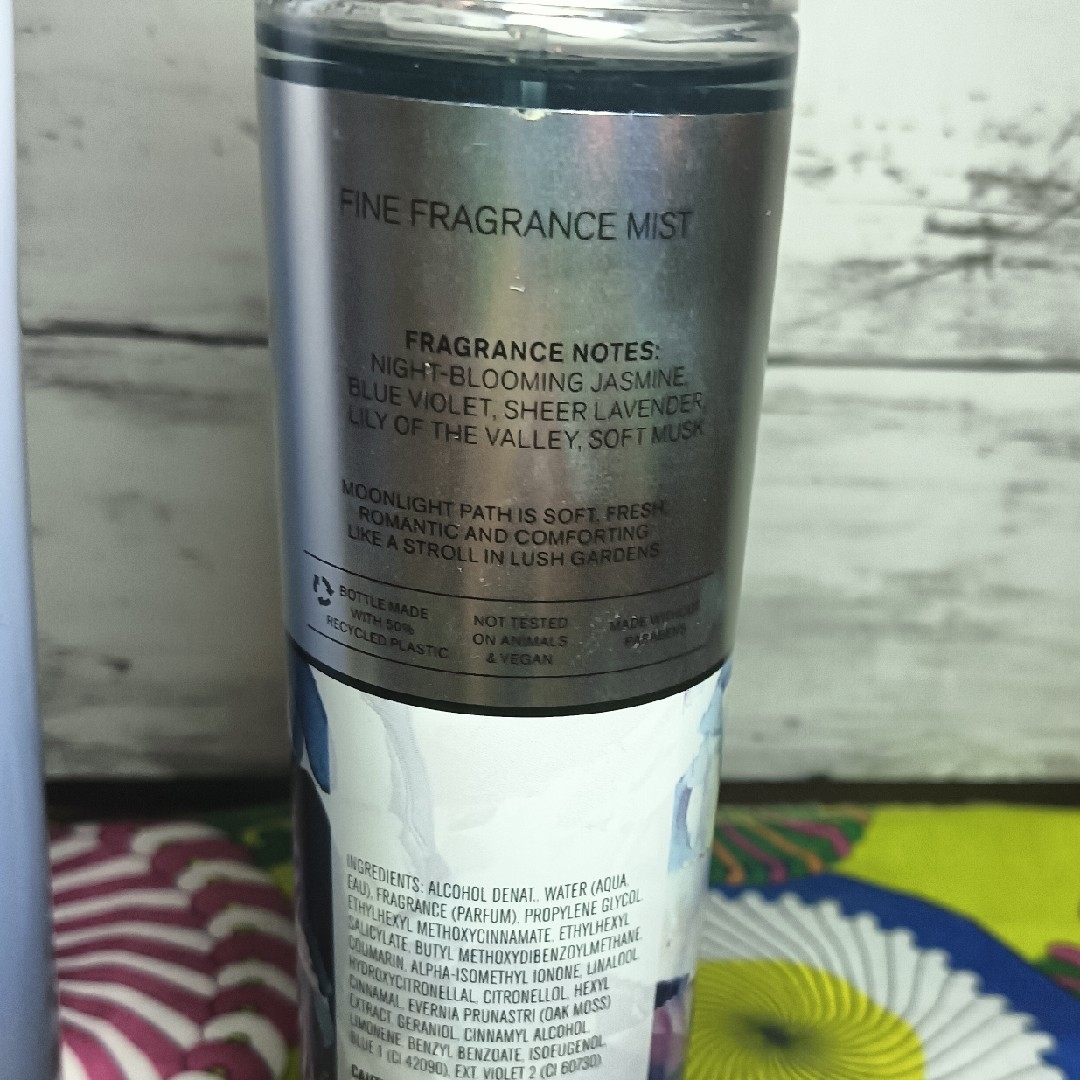 FINE FRAGRANCE MIST
FRAGRANCE NOTES:
NIGHT-BLOOMING JASMINE,
BLUE VIOLET, SHEER LAVENDER,
LILY OF THE VALLEY, SOFT MUSK
MOONLIGHT PATH IS SOFT, FRESH,
ROMANTIC AND COMFORTING
LIKE A STROLL IN LUSH GARDENS
BOTTLE MADE
WITH 50%
RECYCLED PLASTIC
NOT TESTED
ON ANIMALS
& VEGAN
MADE WITHOUT
PARABENS
INGREDIENTS: ALCOHOL DENAT., WATER (AQUA,
EAU), FRAGRANCE (PARFUM), PROPYLENE GLYCOL,
ETHYLHEXYL METHOXYCINNAMATE, ETHYLHEXYL
SALICYLATE, BUTYL METHOXYDIBENZOYLMETHANE,
COUMARIN, ALPHA-ISOMETHYL IONONE, LINALOOL,
HYDROXYCITRONELLAL, CITRONELLOL, HEXYL
CINNAMAL, EVERNIA PRUNASTRI (OAK MOSS)
EXTRACT, GERANIOL, CINNAMYL ALCOHOL,
LIMONENE, BENZYL BENZOATE, ISOEUGENOL,
BLUE 1 (CI 42090), EXT. VIOLET 2 (CI 60730).